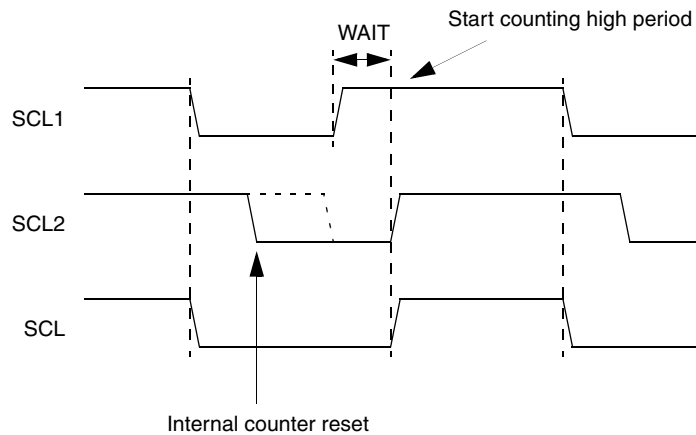 Start counting high period
WAIT
SCL1
SCL2
SCL
Internal counter reset